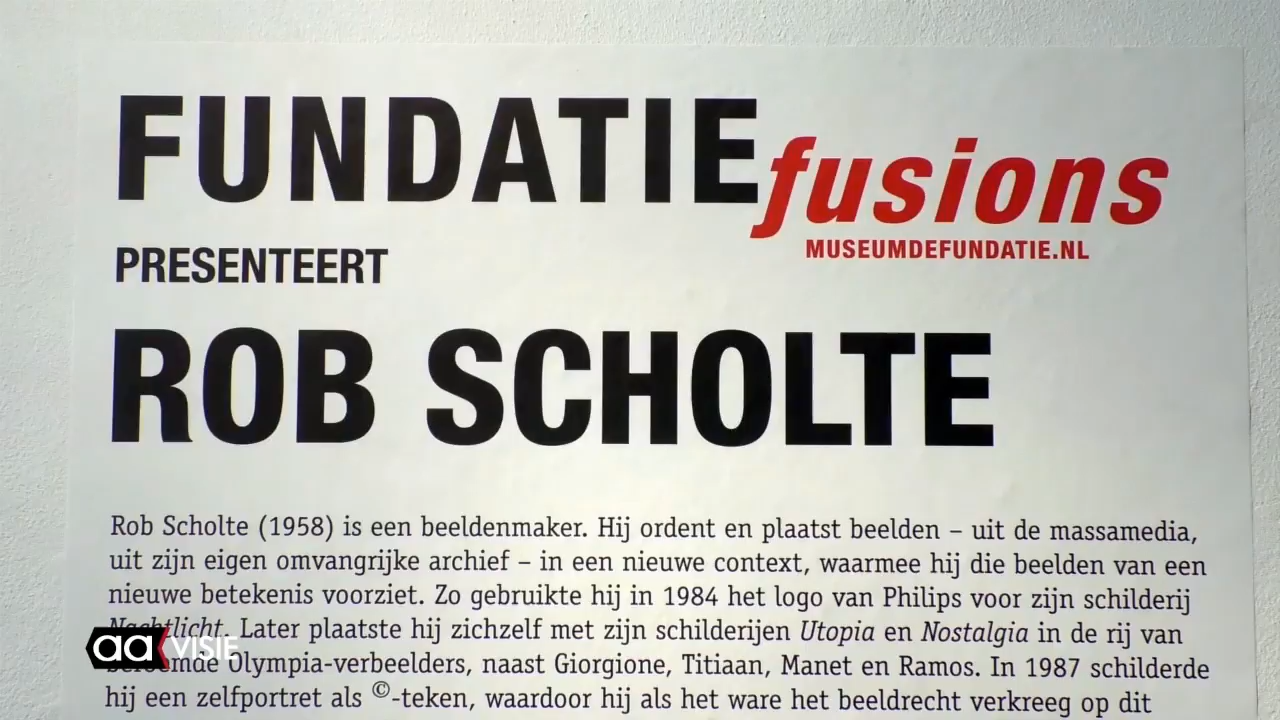 FUNDATIE fusions
MUSEUMDEFUNDATIE.NL
PRESENTEERT
ROB SCHOLTE
Rob Scholte (1958) is een beeldenmaker. Hij ordent en plaatst beelden – uit de massamedia,
uit zijn eigen omvangrijke archief – in een nieuwe context, waarmee hij die beelden van een
nieuwe betekenis voorziet. Zo gebruikte hij in 1984 het logo van Philips voor zijn schilderij
Nachtlicht. Later plaatste hij zichzelf met zijn schilderijen Utopia en Nostalgia in de rij van
Olympia-verbeelders, naast Giorgione, Titiaan, Manet en Ramos. In 1987 schilderde
hij een zelfportret als ©-teken, waardoor hij als het ware het beeldrecht verkreeg op dit
aa VISIE